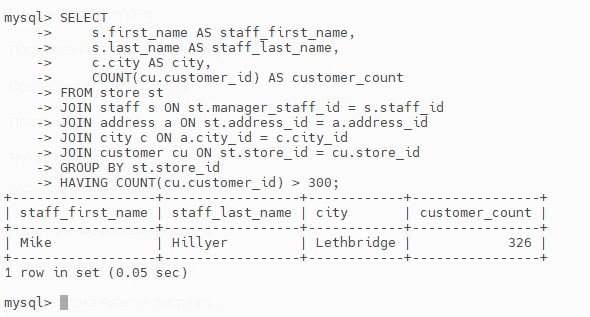 mysql> SELECT
    ->     s.first_name AS staff_first_name,
    ->     s.last_name AS staff_last_name,
    ->     c.city AS city,
    ->     COUNT(cu.customer_id) AS customer_count
    -> FROM store st
    -> JOIN staff s ON st.manager_staff_id = s.staff_id
    -> JOIN address a ON st.address_id = a.address_id
    -> JOIN city c ON a.city_id = c.city_id
    -> JOIN customer cu ON st.store_id = cu.store_id
    -> GROUP BY st.store_id
    -> HAVING COUNT(cu.customer_id) > 300;
+------------------+-----------------+------------+----------------+
| staff_first_name | staff_last_name | city       | customer_count |
+------------------+-----------------+------------+----------------+
| Mike             | Hillyer         | Lethbridge |            326 |
+------------------+-----------------+------------+----------------+
1 row in set (0.05 sec)

mysql>